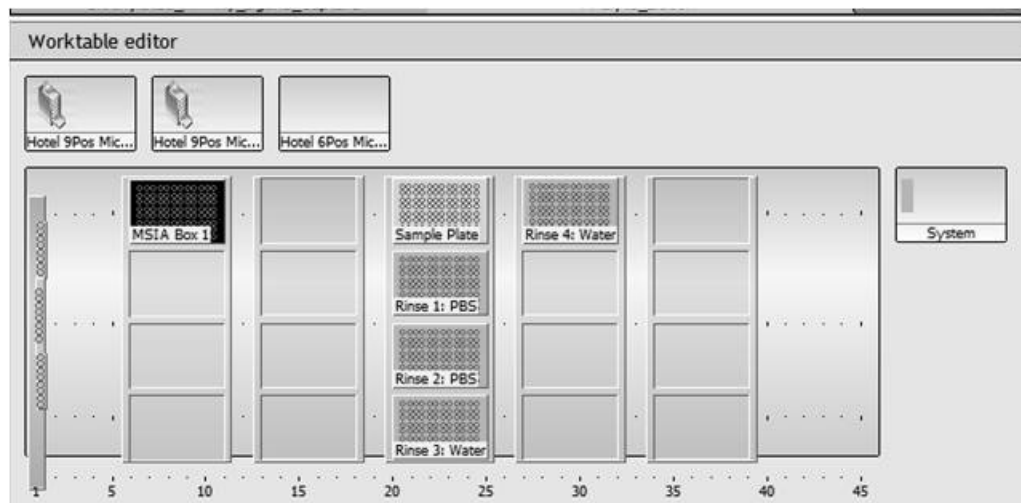 Worktable editor
Hotel 9Pos Mic...
Hotel 9Pos Mic...
Hotel 6Pos Mic...
MSIA Box 1
Sample Plate
Rinse 4: Water
System
Rinse 1: PBS
Rinse 2: PBS
Rinse 3: Water
1 5 10 15 20 25 30 35 40 45